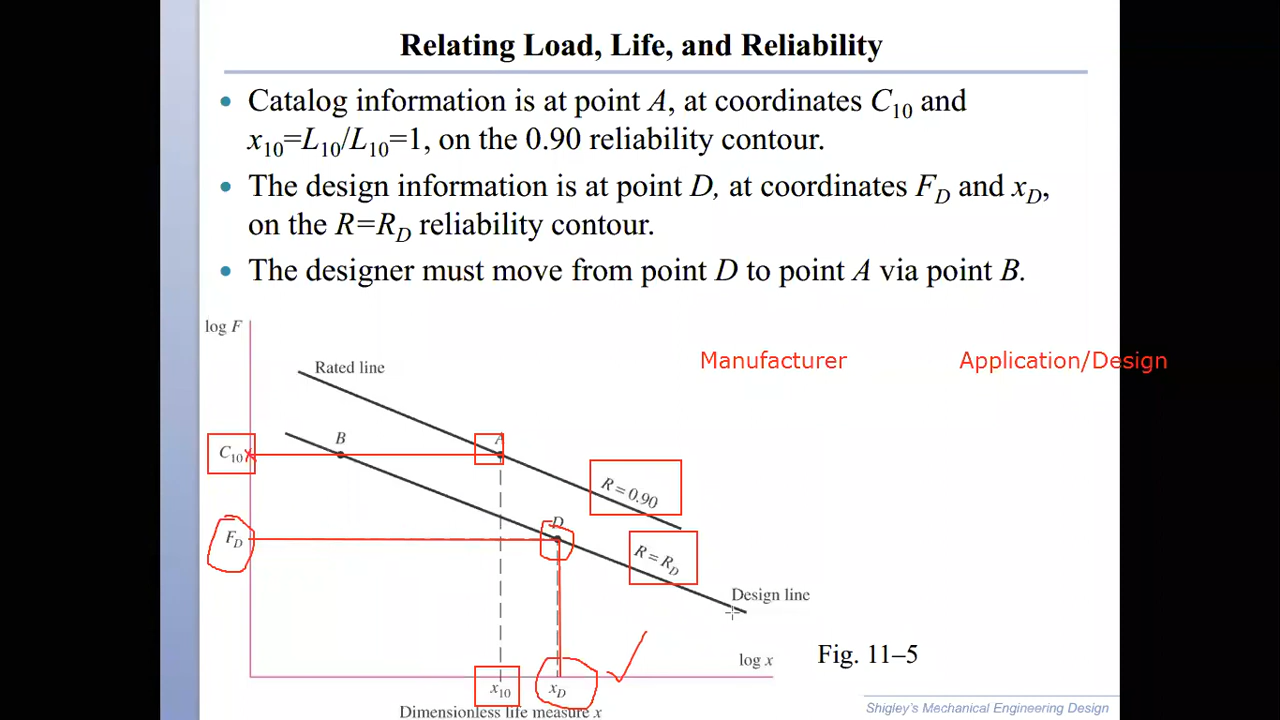 Relating Load, Life, and Reliability
• Catalog information is at point A, at coordinates C10 and
x10=L10/L10=1, on the 0.90 reliability contour.
• The design information is at point D, at coordinates FD and xD,
on the R=RD reliability contour.
• The designer must move from point D to point A via point B.
log F
Manufacturer
Application/Design
Rated line
B
A
C10
R = 0.90
D
FD
R = RD
Design line
log x
Fig. 11–5
x10
xD
Dimensionless life measure x
Shigley's Mechanical Engineering Design